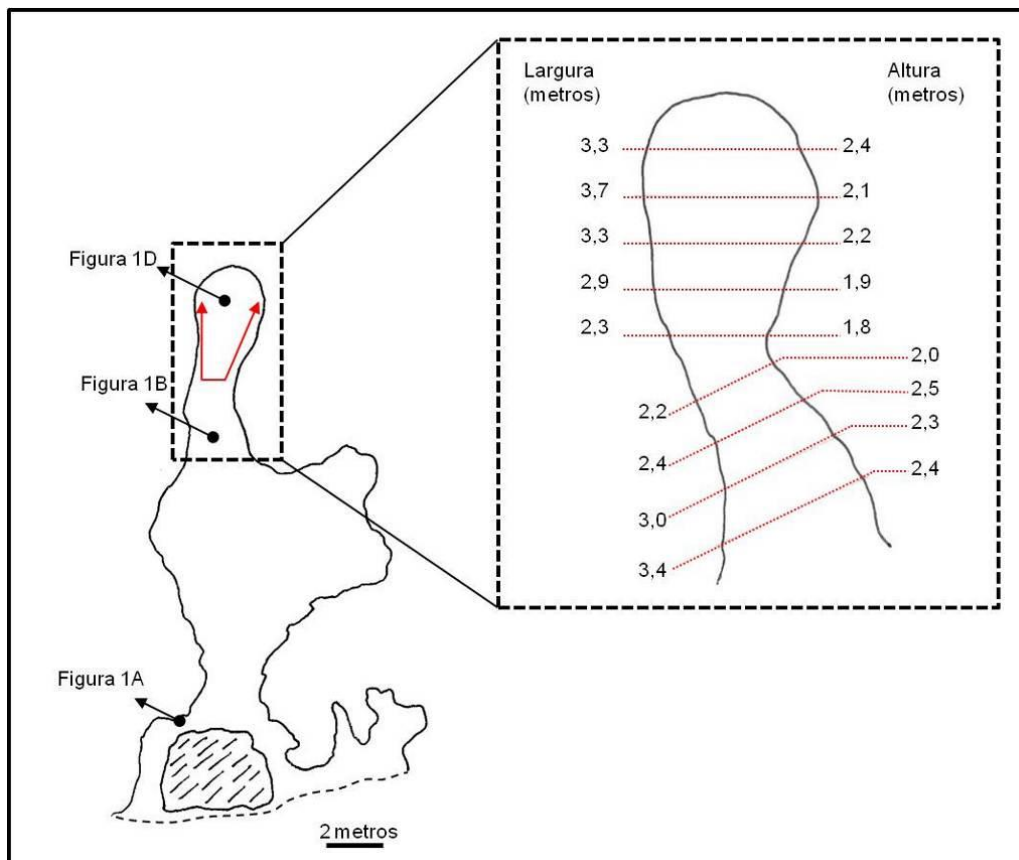 Largura
(metros)
Altura
(metros)
3,3
2,4
3,7
2,1
3,3
2,2
2,9
1,9
2,3
1,8
2,0
2,2
2,5
2,4
2,3
3,0
2,4
3,4
Figura 1D
Figura 1B
Figura 1A
2 metros